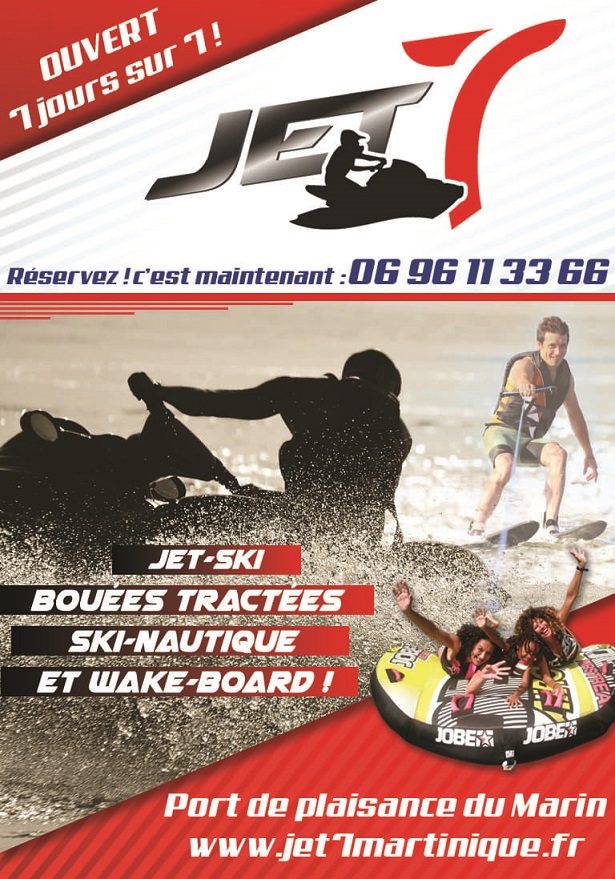 OUVERT
7 jours sur 7 !
JET 7
Réservez ! c'est maintenant : 06 96 11 33 66
JET-SKI
BOUÉES TRACTÉES
SKI-NAUTIQUE
ET WAKE-BOARD !
JOBE JOBE
Port de plaisance du Marin
www.jet7martinique.fr